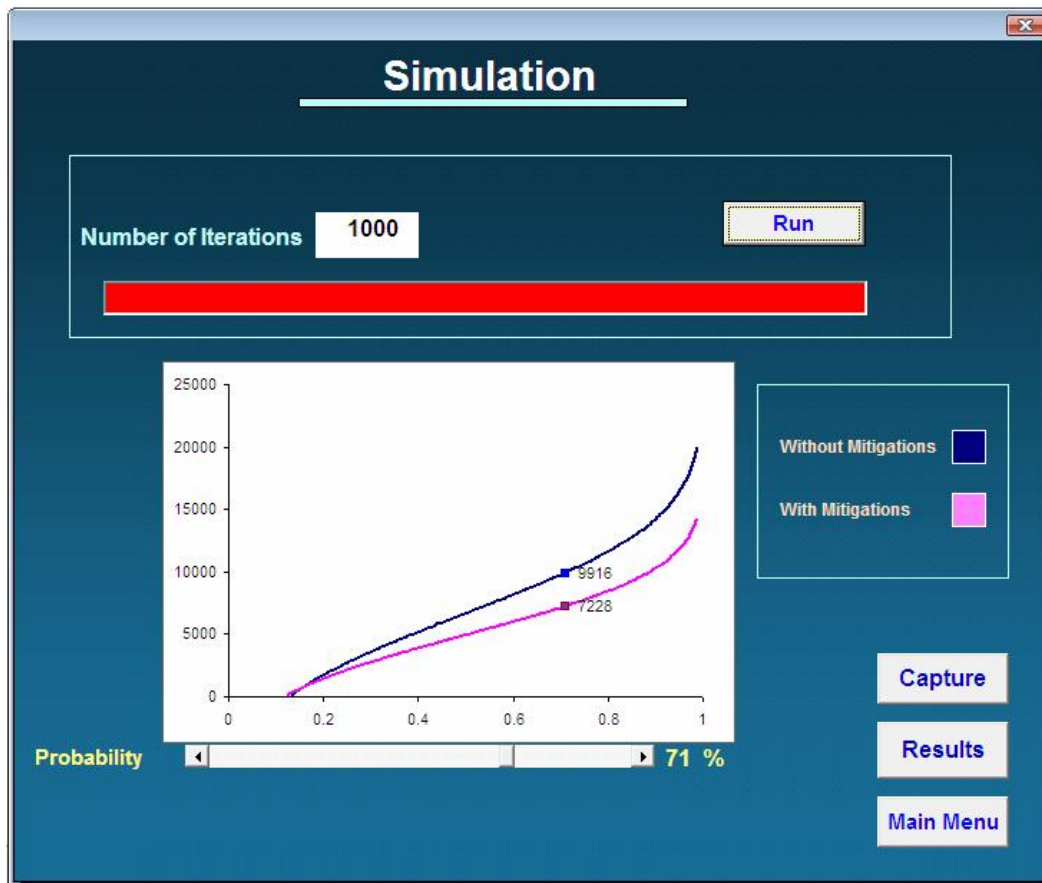 Simulation
Number of Iterations 1000 Run
25000
20000
15000
10000
5000
0
9916
7228
0 0.2 0.4 0.6 0.8 1
Without Mitigations
With Mitigations
Probability 71 %
Capture
Results
Main Menu